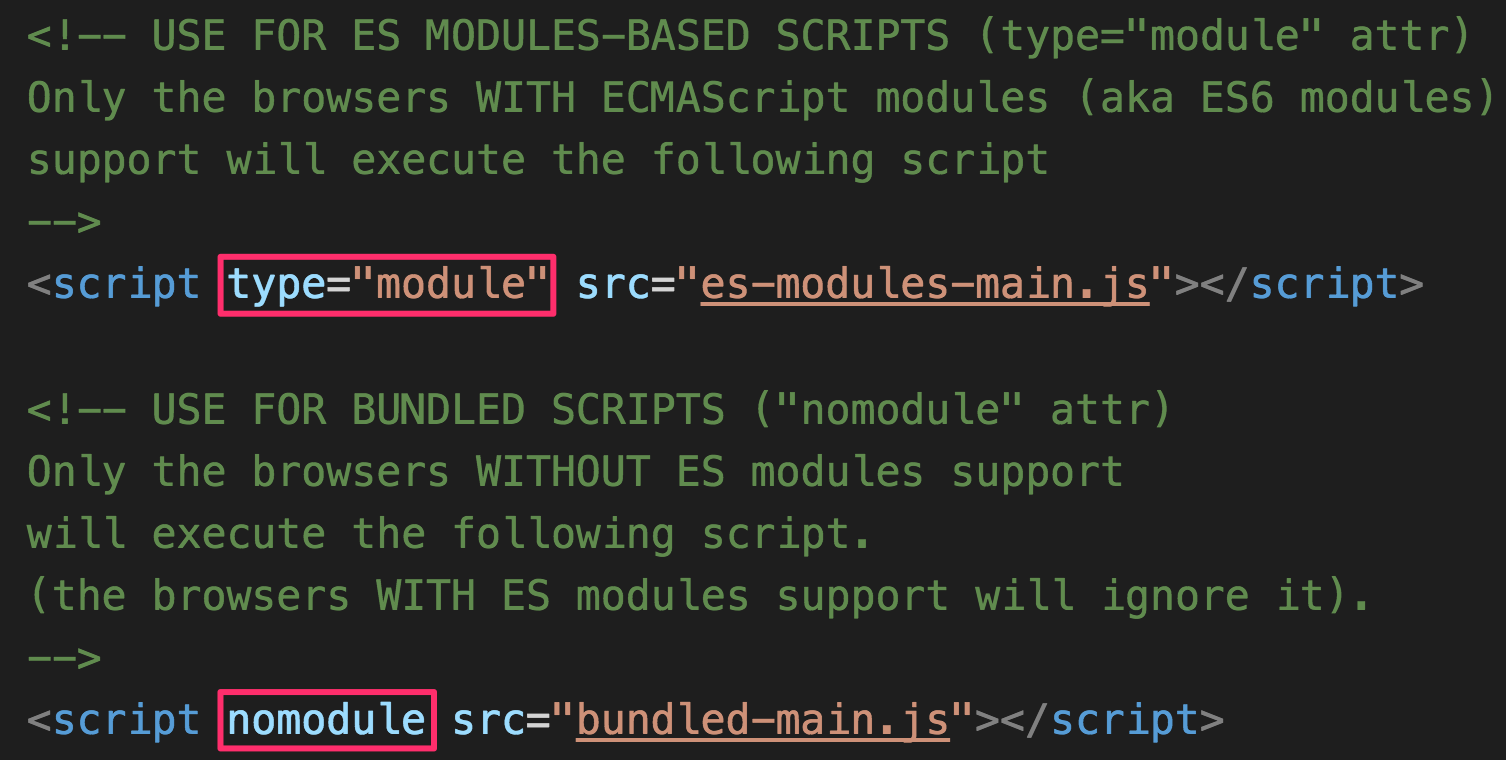 <!-- USE FOR ES MODULES-BASED SCRIPTS (type="module" attr)
Only the browsers WITH ECMAScript modules (aka ES6 modules)
support will execute the following script
-->
<script type="module" src="es-modules-main.js"></script>
<!-- USE FOR BUNDLED SCRIPTS ("nomodule" attr)
Only the browsers WITHOUT ES modules support
will execute the following script.
(the browsers WITH ES modules support will ignore it).
-->
<script nomodule src="bundled-main.js"></script>